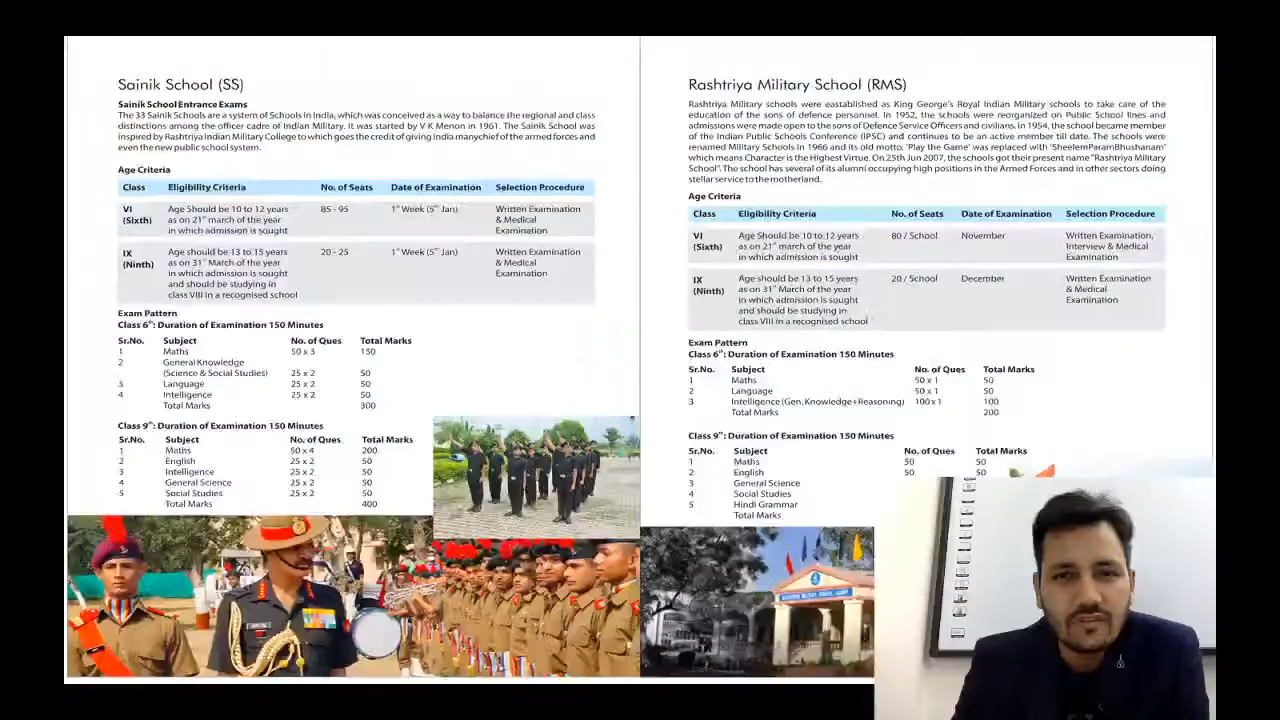 Sainik School (SS)
Sainik School Entrance Exams
The 33 Sainik Schools are a system of Schools in India, which was conceived as a way to balance the regional and class
distinctions among the officer cadre of Indian Military. It was started by V K Menon in 1961. The Sainik School was
inspired by Rashtriya Indian Military College to which goes the credit of giving India manychief of the armed forces and
even the new public school system.
Age Criteria
Class Eligibility Criteria No. of Seats Date of Examination Selection Procedure
VI Age Should be 10 to 12 years 85 - 95 1st Week (5th Jan) Written Examination
(Sixth) as on 21st march of the year & Medical
in which admission is sought Examination
IX Age should be 13 to 15 years 20 - 25 1st Week (5th Jan) Written Examination
(Ninth) as on 31st March of the year & Medical
in which admission is sought Examination
and should be studying in
class VIII in a recognised school
Exam Pattern
Class 6th: Duration of Examination 150 Minutes
Sr.No. Subject No. of Ques Total Marks
1 Maths 50 x 3 150
2 General Knowledge
(Science & Social Studies) 25 x 2 50
3 Language 25 x 2 50
4 Intelligence 25 x 2 50
Total Marks 300
Class 9th: Duration of Examination 150 Minutes
Sr.No. Subject No. of Ques Total Marks
1 Maths 50 x 4 200
2 English 25 x 2 50
3 Intelligence 25 x 2 50
4 General Science 25 x 2 50
5 Social Studies 25 x 2 50
Total Marks 400
Rashtriya Military School (RMS)
Rashtriya Military schools were eastablished as King George's Royal Indian Military schools to take care of the
education of the sons of defence personnel. In 1952, the schools were reorganized on Public School lines and
admissions were made open to the sons of Defence Service Officers and civilians. In 1954, the school became member
of the Indian Public Schools Conference (IPSC) and continues to be an active member till date. The schools were
renamed Military Schools in 1966 and its old motto, 'Play the Game' was replaced with 'SheelemParamBhushanam'
which means Character is the Highest Virtue. On 25th Jun 2007, the schools got their present name "Rashtriya Military
School". The school has several of its alumni occupying high positions in the Armed Forces and in other sectors doing
stellar service to the motherland.
Age Criteria
Class Eligibility Criteria No. of Seats Date of Examination Selection Procedure
VI Age Should be 10 to 12 years 80 / School November Written Examination,
(Sixth) as on 21st march of the year Interview & Medical
in which admission is sought Examination
IX Age should be 13 to 15 years 20 / School December Written Examination
(Ninth) as on 31st March of the year & Medical
in which admission is sought Examination
and should be studying in
class VIII in a recognised school
Exam Pattern
Class 6th: Duration of Examination 150 Minutes
Sr.No. Subject No. of Ques Total Marks
1 Maths 50 x 1 50
2 Language 50 x 1 50
3 Intelligence (Gen. Knowledge+Reasoning) 100 x 1 100
Total Marks 200
Class 9th: Duration of Examination 150 Minutes
Sr.No. Subject No. of Ques Total Marks
1 Maths 50 50
2 English 50 50
3 General Science
4 Social Studies
5 Hindi Grammar
Total Marks